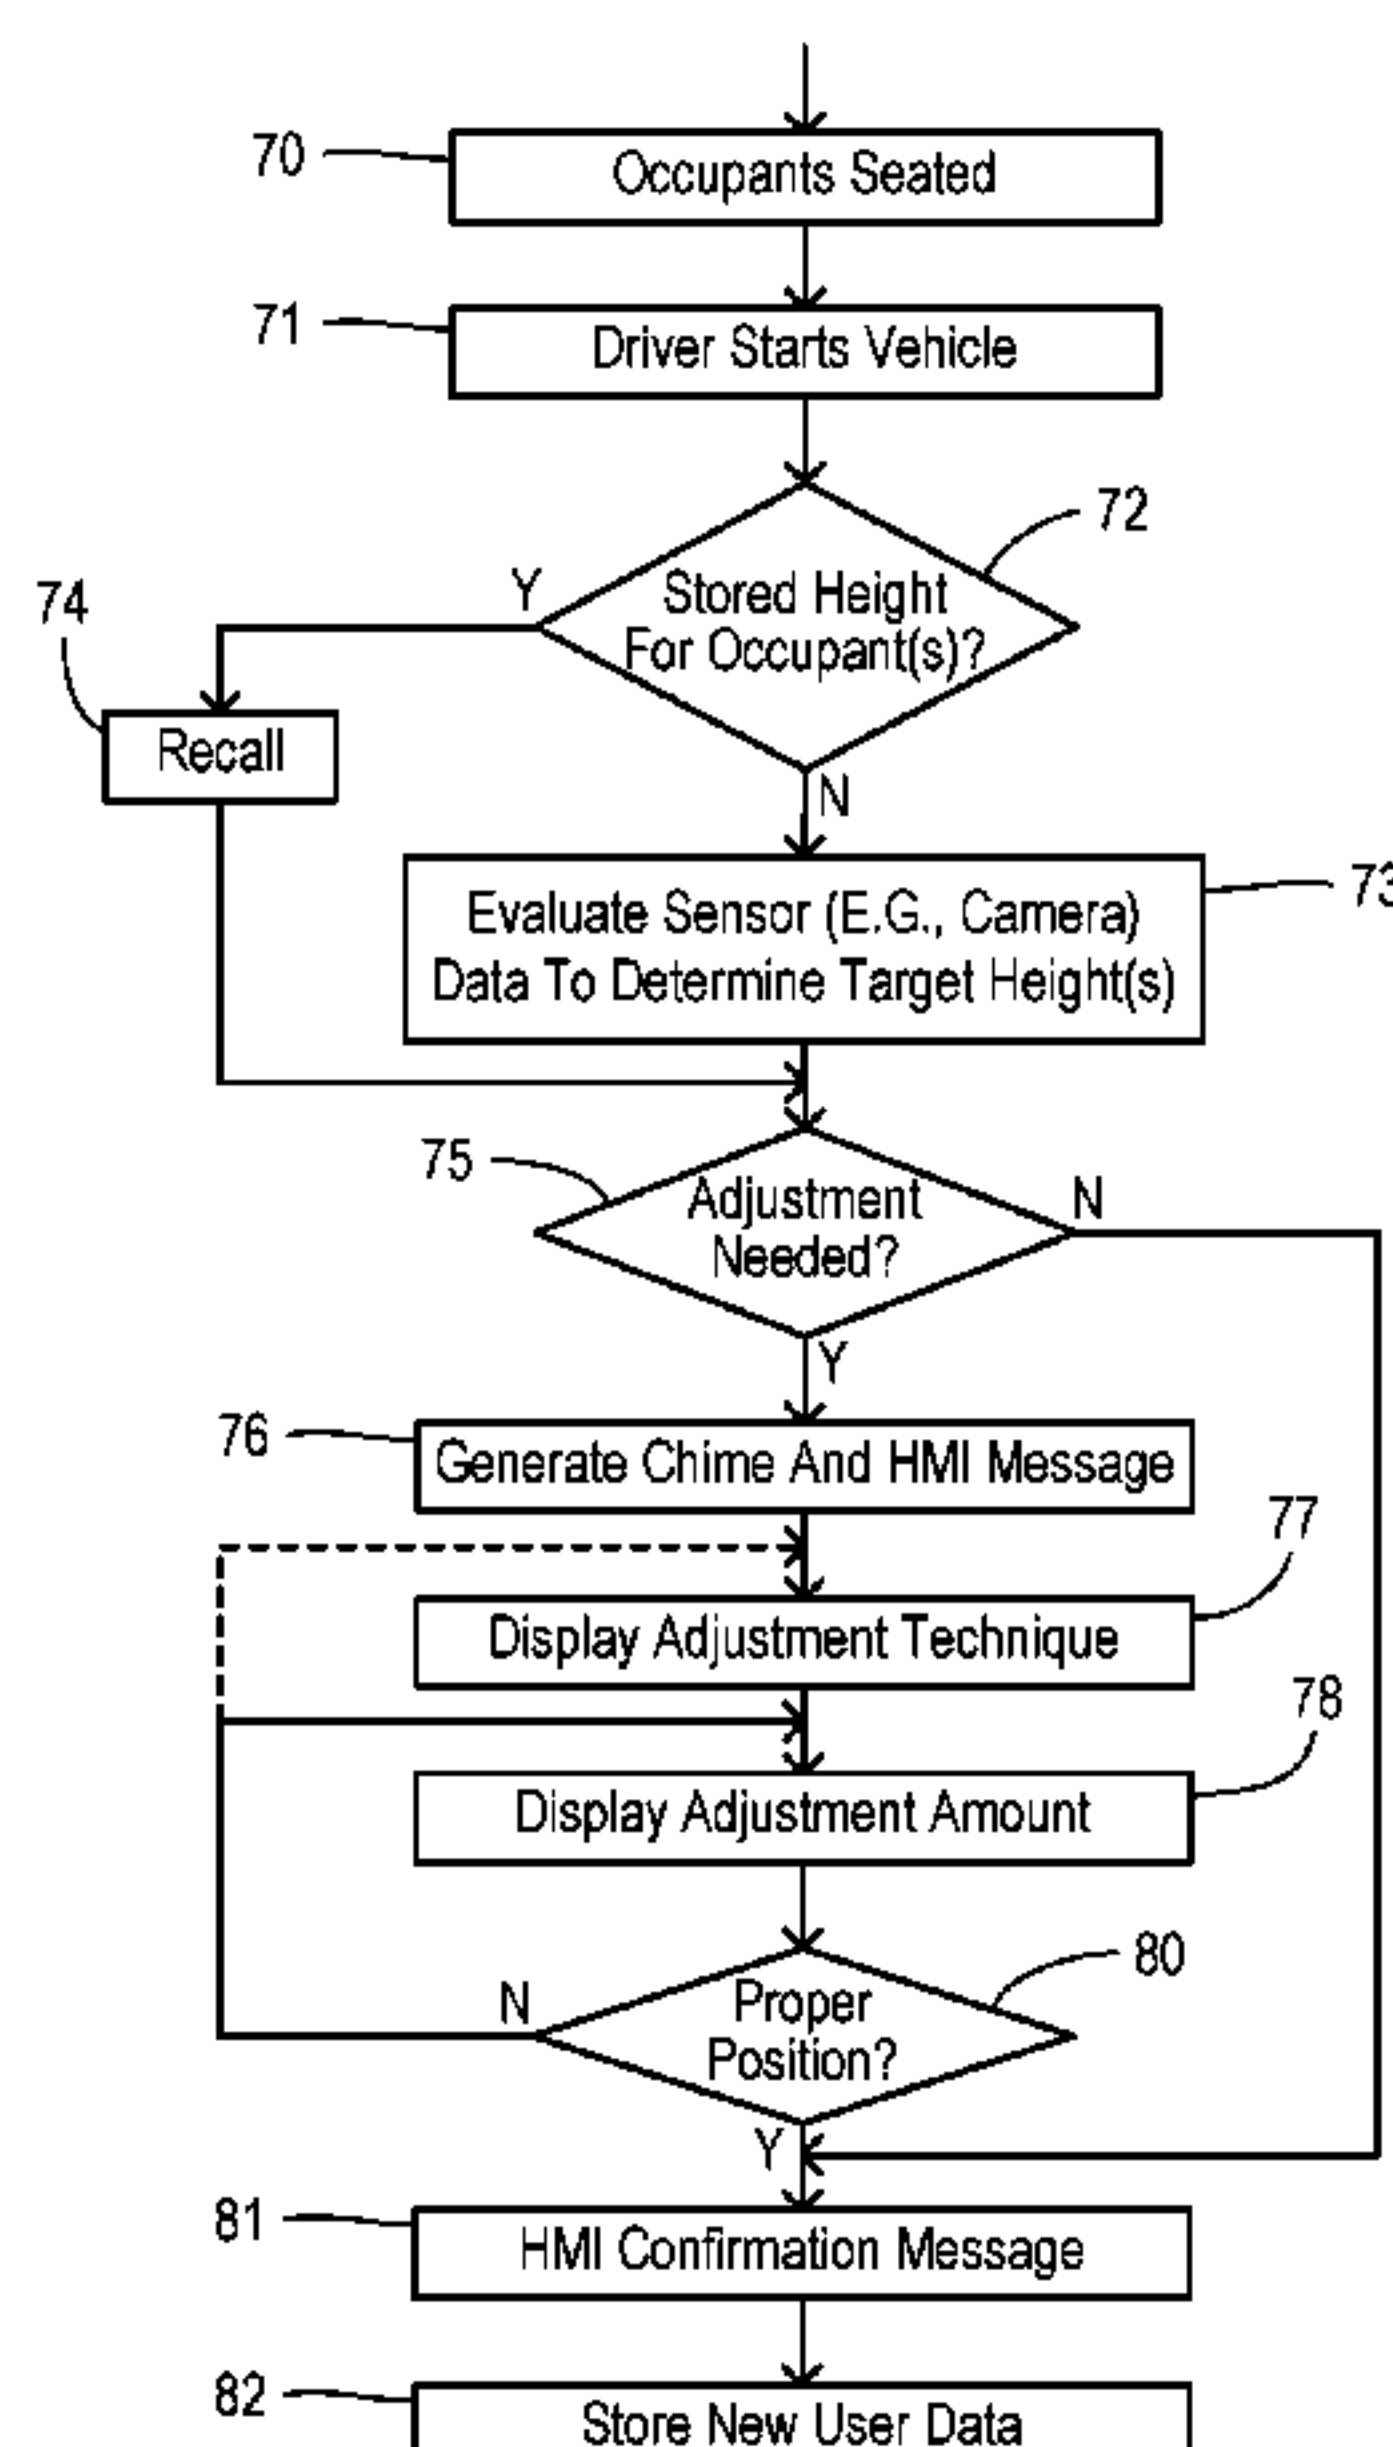 70
Occupants Seated
71
Driver Starts Vehicle
72
Stored Height
For Occupant(s)?
Y
74
Recall
N
Evaluate Sensor (E.G., Camera)
Data To Determine Target Height(s)
73
75
Adjustment
Needed?
N
Y
76
Generate Chime And HMI Message
77
Display Adjustment Technique
78
Display Adjustment Amount
80
Proper
Position?
N
Y
81
HMI Confirmation Message
82
Store New User Data